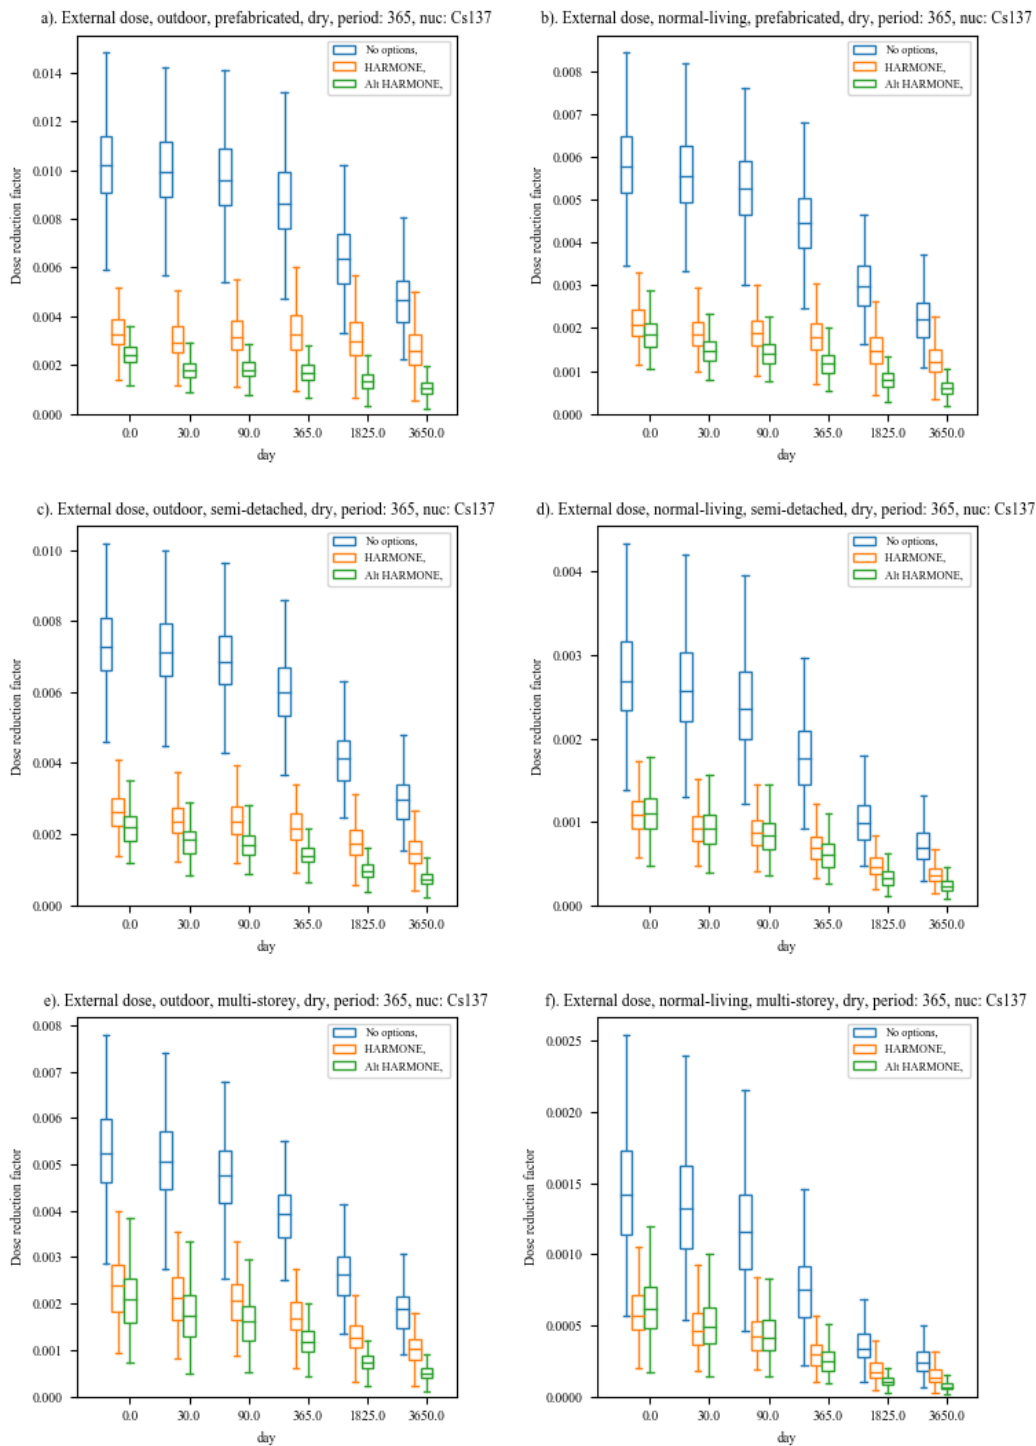 a). External dose, outdoor, prefabricated, dry, period: 365, nuc: Cs137
No options,
HARMONE,
Alt HARMONE,
Dose reduction factor
0.014
0.012
0.010
0.008
0.006
0.004
0.002
0.000
0.0 30.0 90.0 365.0 1825.0 3650.0
day
b). External dose, normal-living, prefabricated, dry, period: 365, nuc: Cs137
No options,
HARMONE,
Alt HARMONE,
Dose reduction factor
0.008
0.007
0.006
0.005
0.004
0.003
0.002
0.001
0.000
0.0 30.0 90.0 365.0 1825.0 3650.0
day
c). External dose, outdoor, semi-detached, dry, period: 365, nuc: Cs137
No options,
HARMONE,
Alt HARMONE,
Dose reduction factor
0.010
0.008
0.006
0.004
0.002
0.000
0.0 30.0 90.0 365.0 1825.0 3650.0
day
d). External dose, normal-living, semi-detached, dry, period: 365, nuc: Cs137
No options,
HARMONE,
Alt HARMONE,
Dose reduction factor
0.004
0.003
0.002
0.001
0.000
0.0 30.0 90.0 365.0 1825.0 3650.0
day
e). External dose, outdoor, multi-storey, dry, period: 365, nuc: Cs137
No options,
HARMONE,
Alt HARMONE,
Dose reduction factor
0.008
0.007
0.006
0.005
0.004
0.003
0.002
0.001
0.000
0.0 30.0 90.0 365.0 1825.0 3650.0
day
f). External dose, normal-living, multi-storey, dry, period: 365, nuc: Cs137
No options,
HARMONE,
Alt HARMONE,
Dose reduction factor
0.0025
0.0020
0.0015
0.0010
0.0005
0.0000
0.0 30.0 90.0 365.0 1825.0 3650.0
day